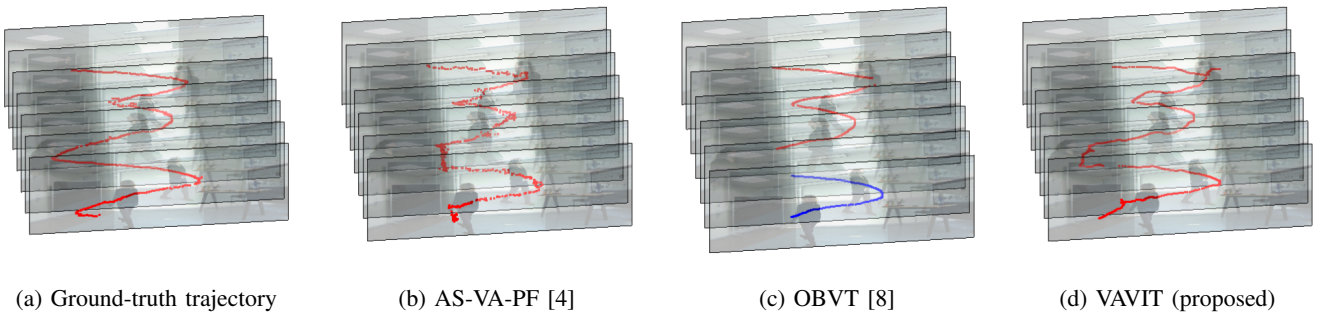 (a) Ground-truth trajectory
(b) AS-VA-PF [4]
(c) OBVT [8]
(d) VAVIT (proposed)